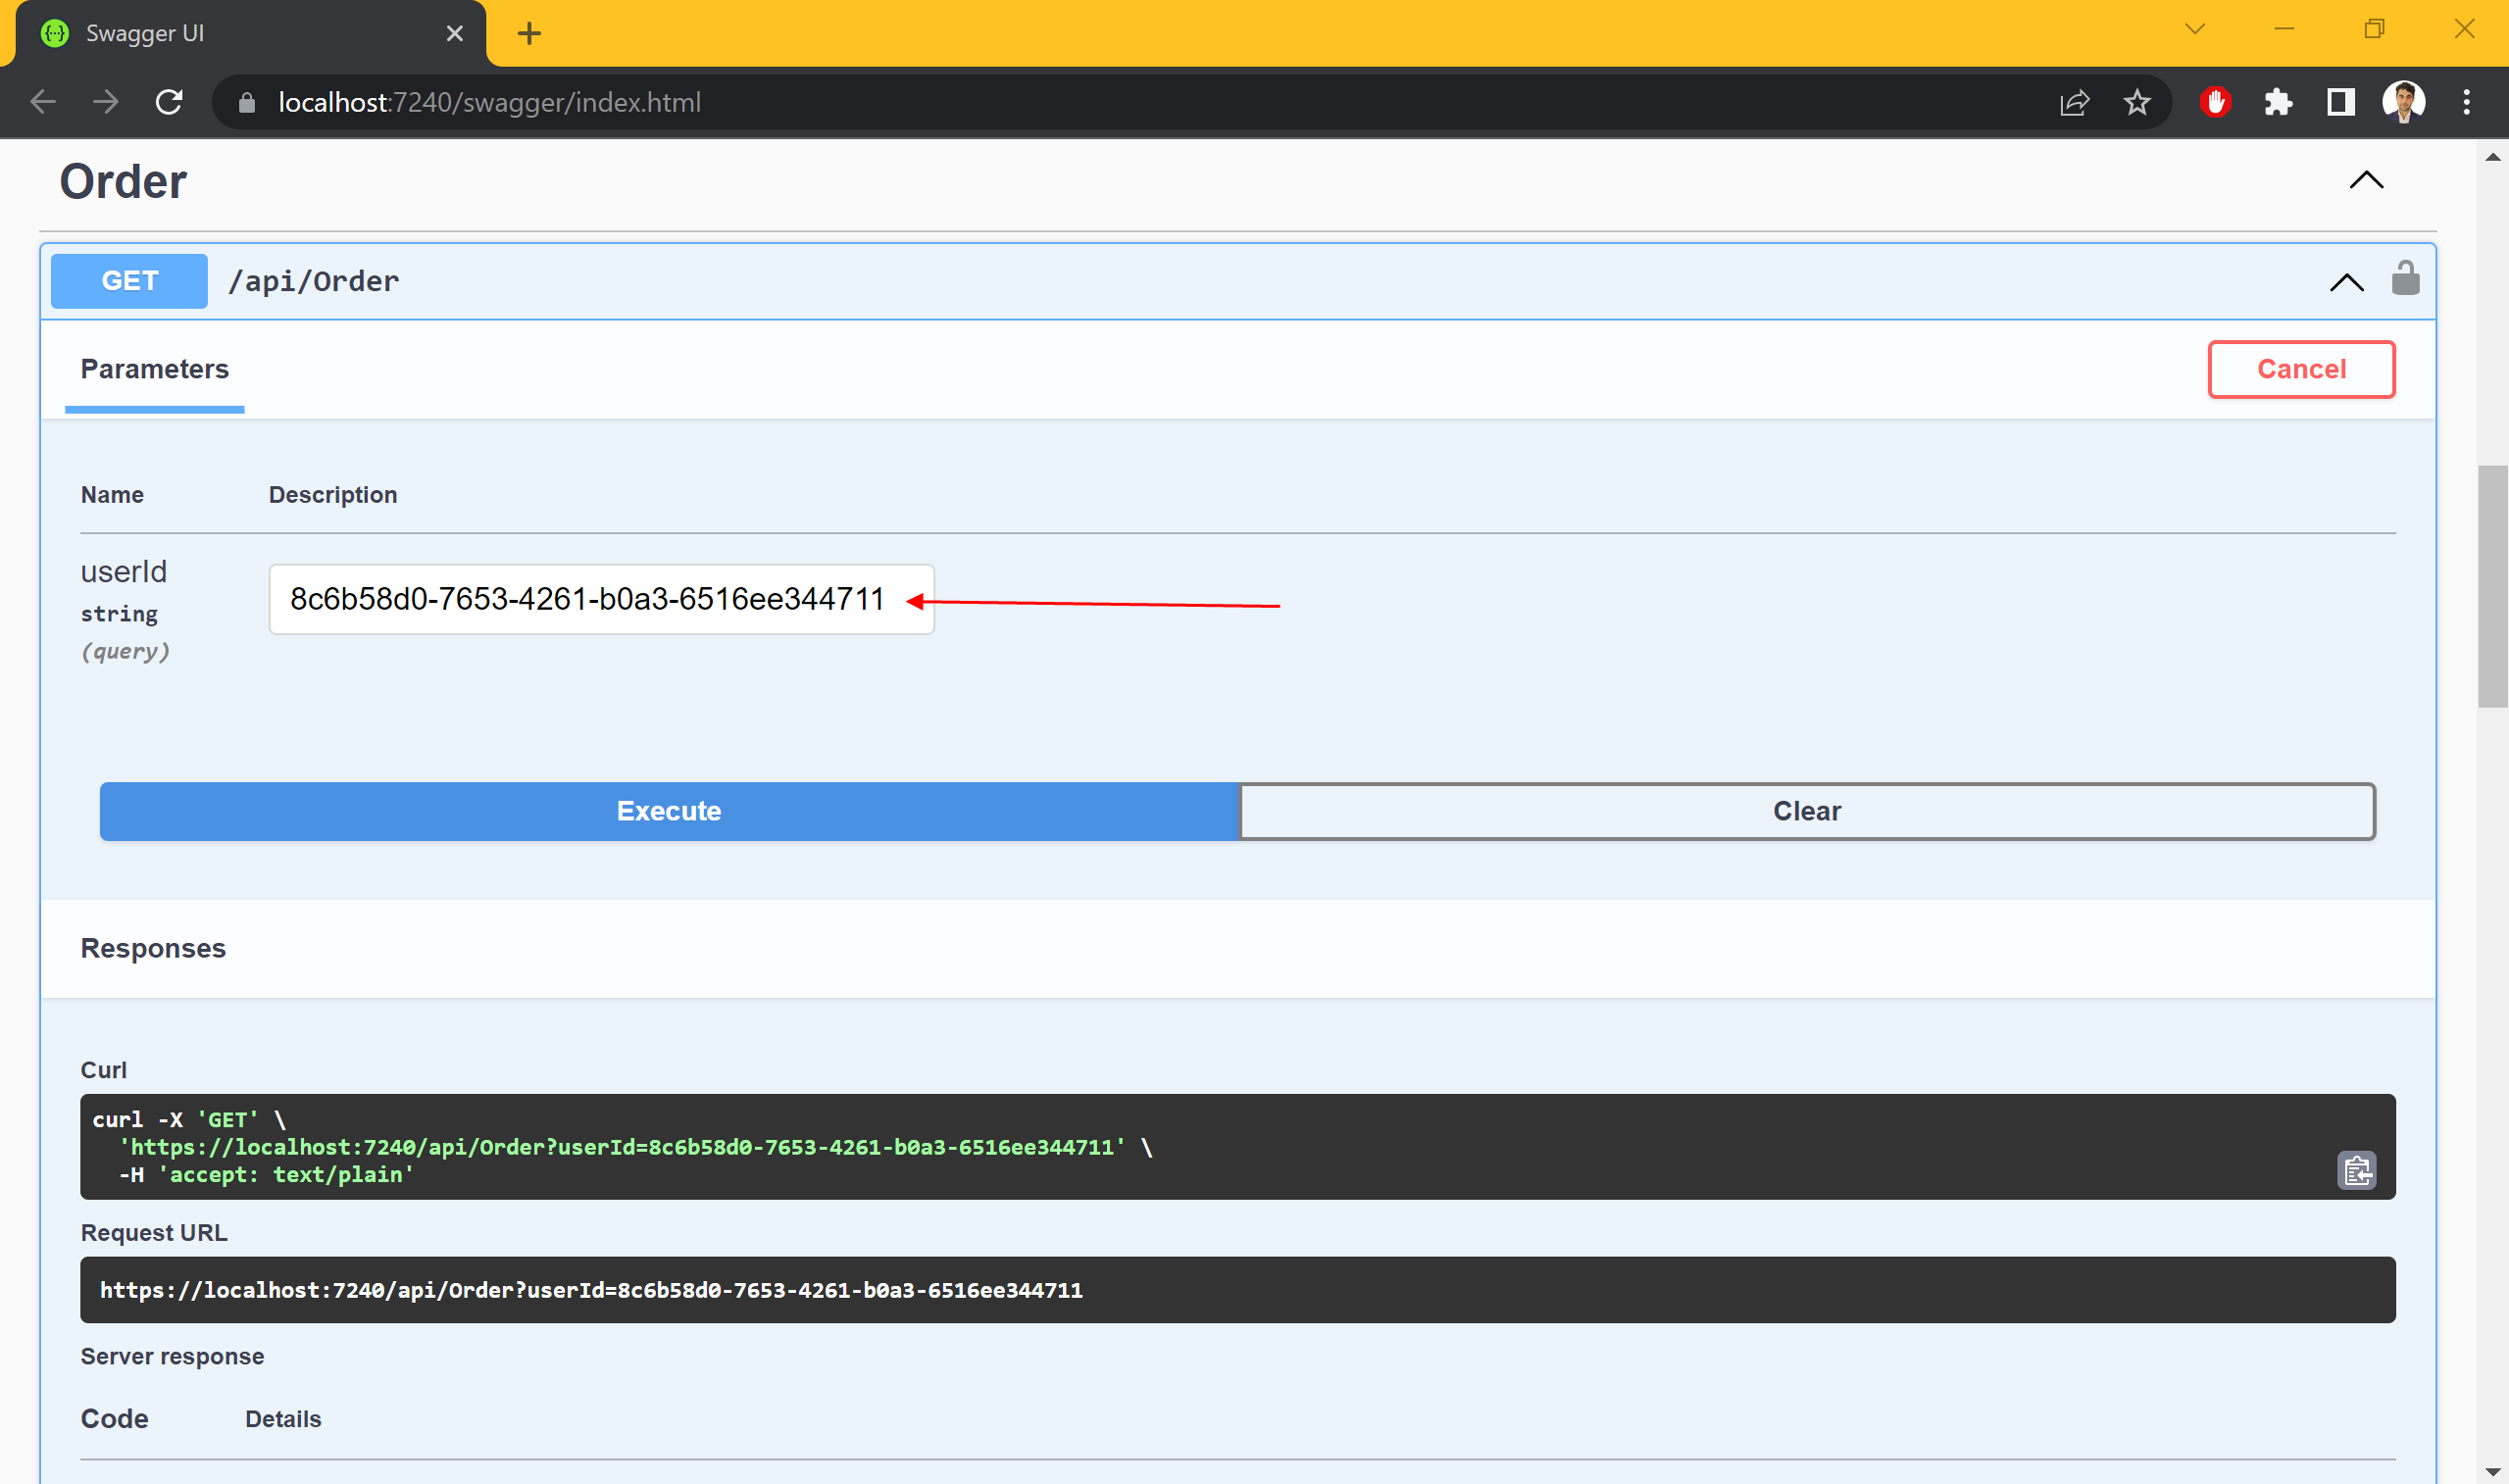 Swagger UI
localhost:7240/swagger/index.html
Order
GET /api/Order
Parameters
Cancel
Name Description
userId
8c6b58d0-7653-4261-b0a3-6516ee344711
string
(query)
Execute
Clear
Responses
Curl
curl -X 'GET' \
'https://localhost:7240/api/Order?userId=8c6b58d0-7653-4261-b0a3-6516ee344711' \
-H 'accept: text/plain'
Request URL
https://localhost:7240/api/Order?userId=8c6b58d0-7653-4261-b0a3-6516ee344711
Server response
Code Details